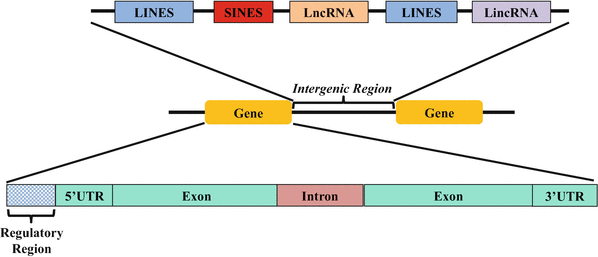 LINES SINES LncRNA LINES LincRNA
Intergenic Region
Gene Gene
5'UTR Exon Intron Exon 3'UTR
Regulatory
Region